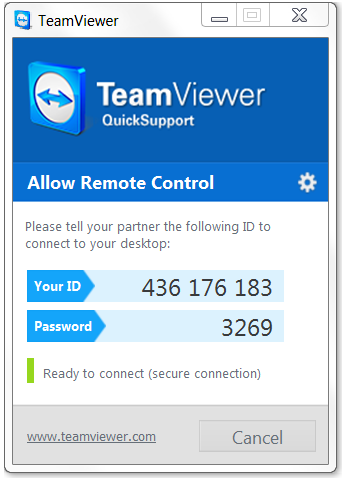 TeamViewer
TeamViewer
QuickSupport
Allow Remote Control
Please tell your partner the following ID to
connect to your desktop:
Your ID 436 176 183
Password 3269
Ready to connect (secure connection)
www.teamviewer.com Cancel